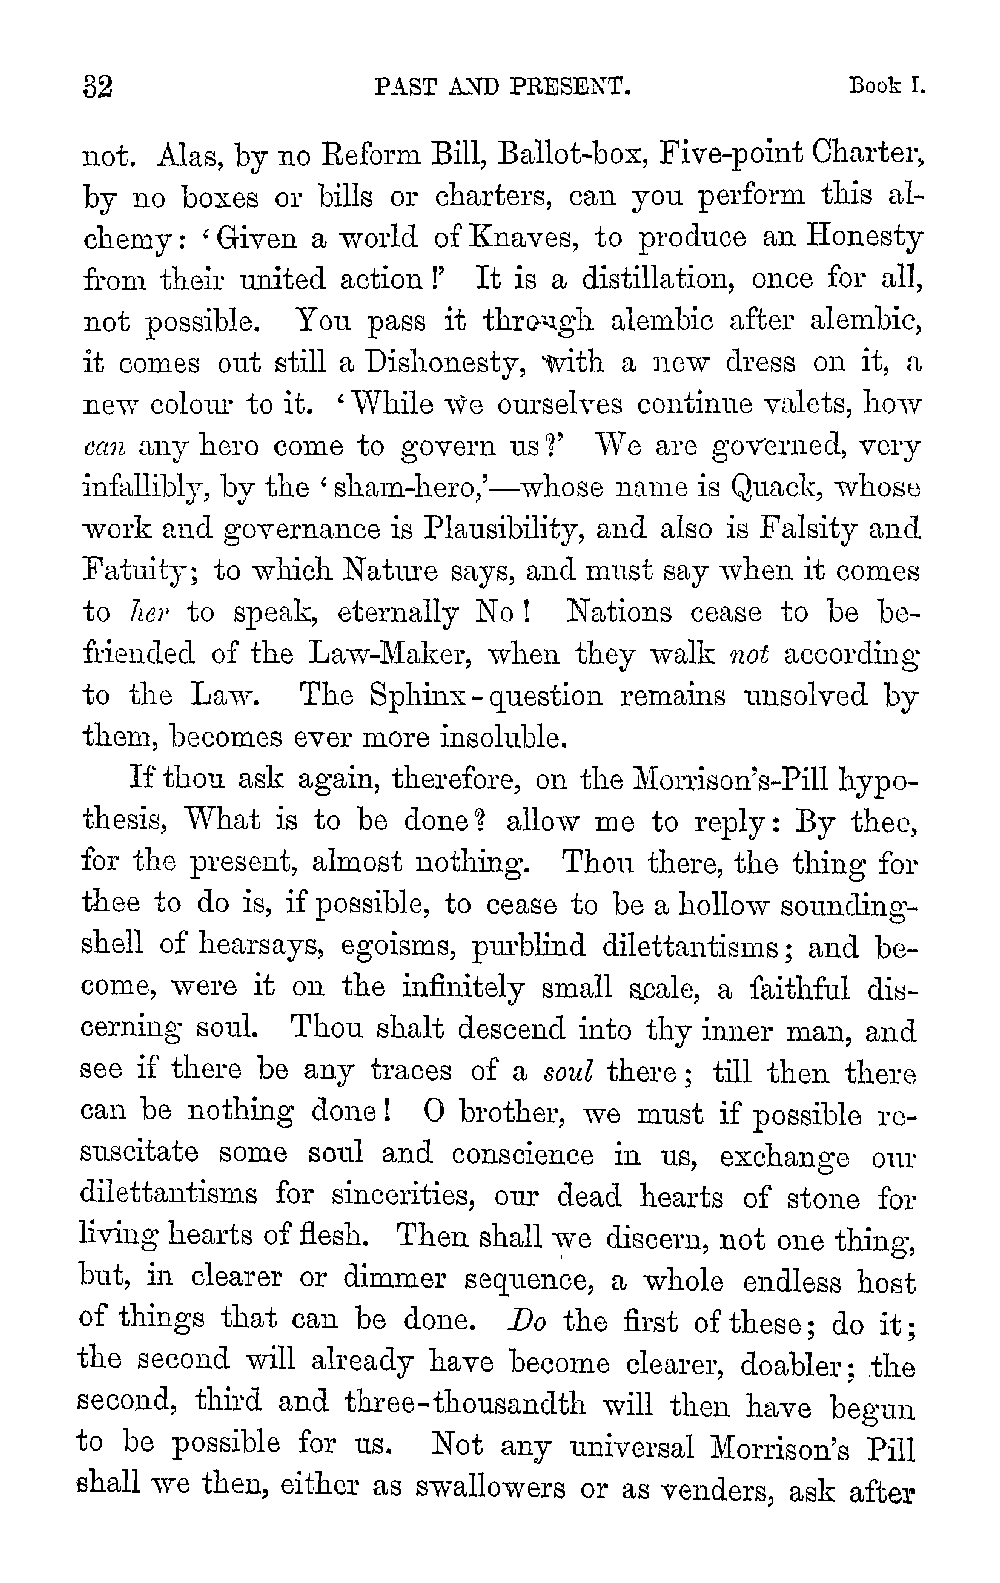 32 PAST AND PRESENT. Book I.
not. Alas, by no Reform Bill, Ballot-box, Five-point Charter,
by no boxes or bills or charters, can you perform this al-
chemy: ‘Given a world of Knaves, to produce an Honesty
from their united action!’ It is a distillation, once for all,
not possible. You pass it through alembic after alembic,
it comes out still a Dishonesty, with a new dress on it, a
new colour to it. ‘While we ourselves continue valets, how
can any hero come to govern us?’ We are governed, very
infallibly, by the ‘sham-hero,’—whose name is Quack, whose
work and governance is Plausibility, and also is Falsity and
Fatuity; to which Nature says, and must say when it comes
to her to speak, eternally No! Nations cease to be be-
friended of the Law-Maker, when they walk not according
to the Law. The Sphinx-question remains unsolved by
them, becomes ever more insoluble.
If thou ask again, therefore, on the Morrison's-Pill hypo-
thesis, What is to be done? allow me to reply: By thee,
for the present, almost nothing. Thou there, the thing for
thee to do is, if possible, to cease to be a hollow sounding-
shell of hearsays, egoisms, purblind dilettantisms; and be-
come, were it on the infinitely small scale, a faithful dis-
cerning soul. Thou shalt descend into thy inner man, and
see if there be any traces of a soul there; till then there
can be nothing done! O brother, we must if possible re-
suscitate some soul and conscience in us, exchange our
dilettantisms for sincerities, our dead hearts of stone for
living hearts of flesh. Then shall we discern, not one thing,
but, in clearer or dimmer sequence, a whole endless host
of things that can be done. Do the first of these; do it;
the second will already have become clearer, doabler; the
second, third and three-thousandth will then have begun
to be possible for us. Not any universal Morrison's Pill
shall we then, either as swallowers or as venders, ask after